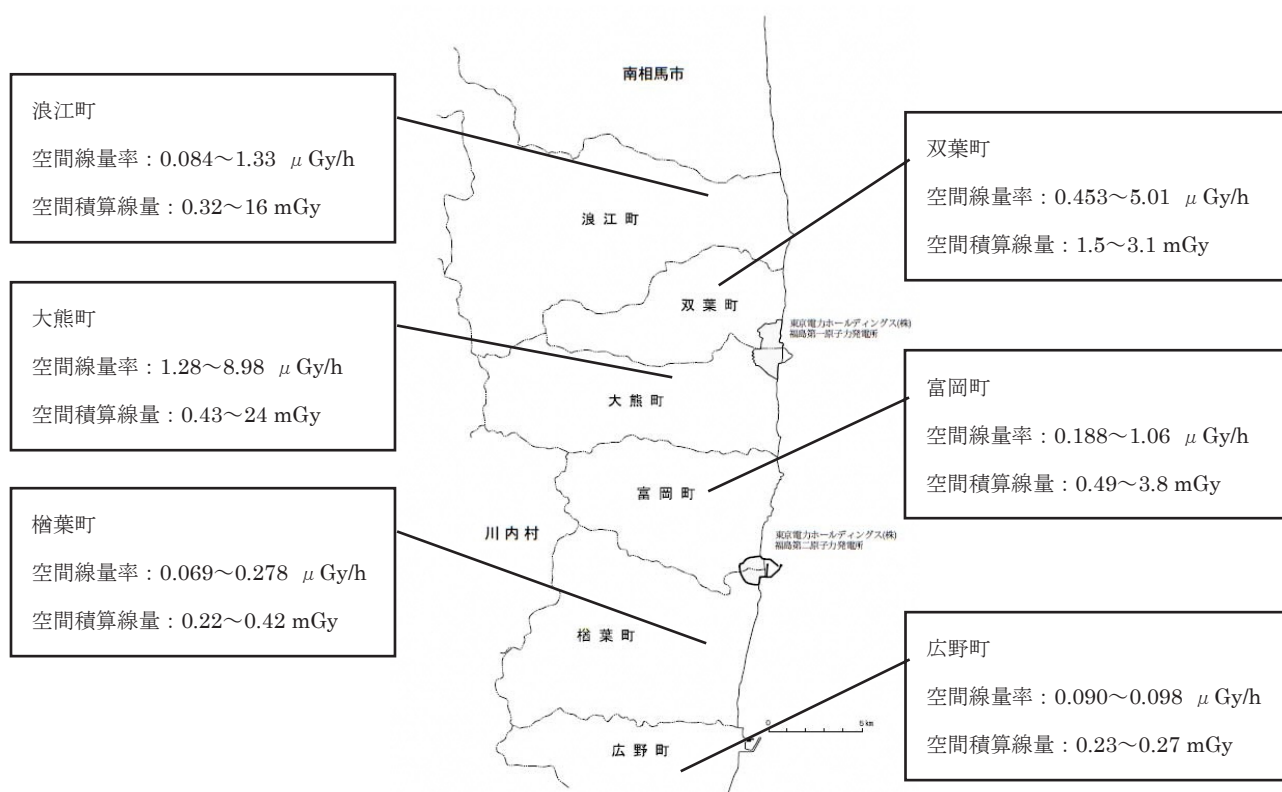 南相馬市
浪江町
空間線量率：0.084～1.33 μGy/h
空間積算線量：0.32～16 mGy
双葉町
空間線量率：0.453～5.01 μGy/h
空間積算線量：1.5～3.1 mGy
浪江町
双葉町
大熊町
空間線量率：1.28～8.98 μGy/h
空間積算線量：0.43～24 mGy
東京電力ホールディングス(株)
福島第一原子力発電所
大熊町
富岡町
空間線量率：0.188～1.06 μGy/h
空間積算線量：0.49～3.8 mGy
富岡町
楢葉町
空間線量率：0.069～0.278 μGy/h
空間積算線量：0.22～0.42 mGy
川内村
東京電力ホールディングス(株)
福島第二原子力発電所
楢葉町
広野町
空間線量率：0.090～0.098 μGy/h
空間積算線量：0.23～0.27 mGy
0 5km
広野町